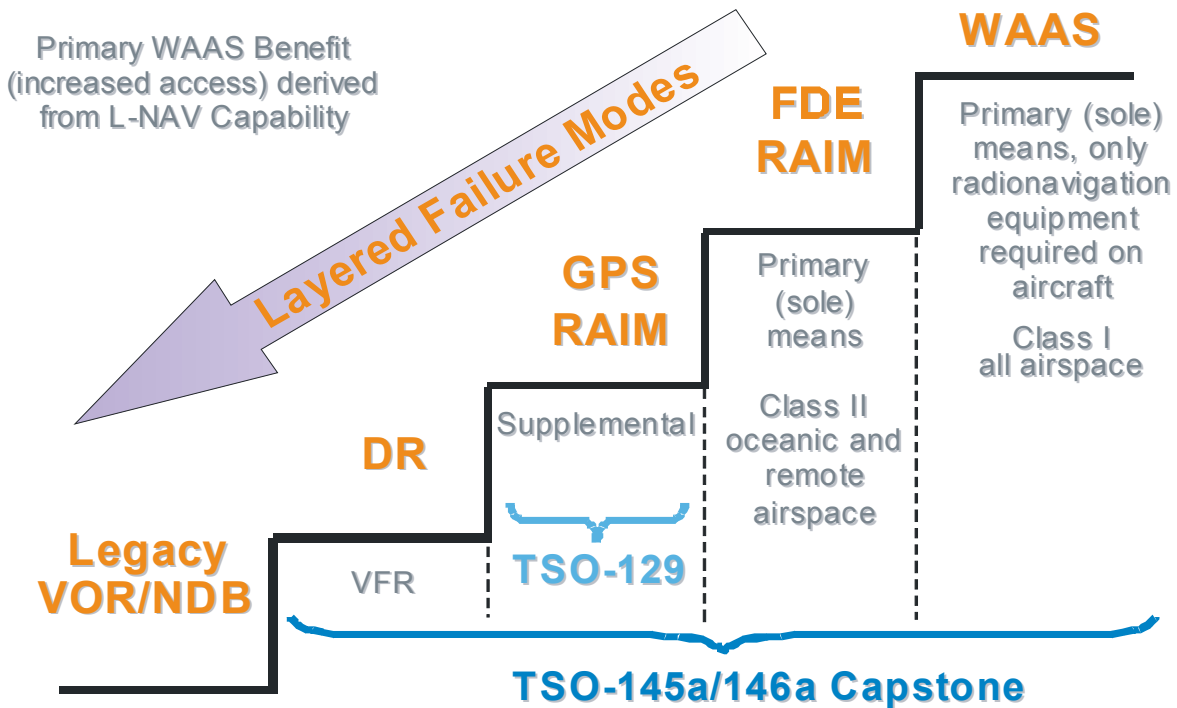 Primary WAAS Benefit
(increased access) derived
from L-NAV Capability
Layered Failure Modes
WAAS
Primary (sole)
means, only
radionavigation
equipment
required on
aircraft
Class I
all airspace
FDE
RAIM
Primary
(sole)
means
Class II
oceanic and
remote
airspace
GPS
RAIM
Supplemental
TSO-129
DR
VFR
Legacy
VOR/NDB
TSO-145a/146a Capstone